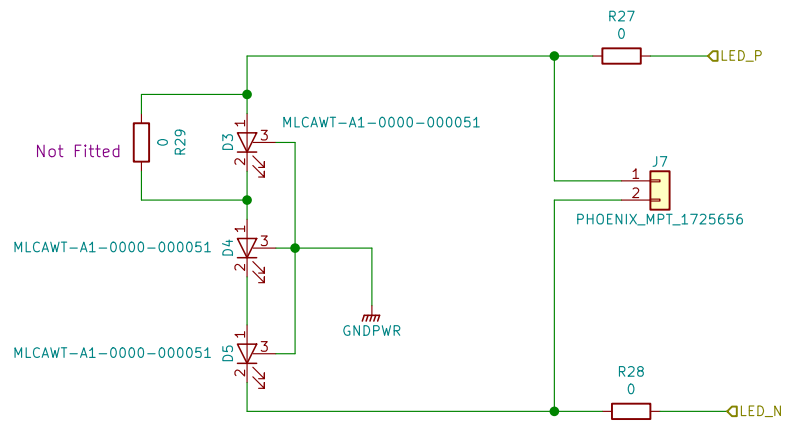 R27
0
LED_P
MLCAWT-A1-0000-000051
1
D3
3
2
0
R29
Not Fitted
J7
1
2
PHOENIX_MPT_1725656
MLCAWT-A1-0000-000051
1
D4
3
2
GNDPWR
MLCAWT-A1-0000-000051
1
D5
3
2
R28
0
LED_N